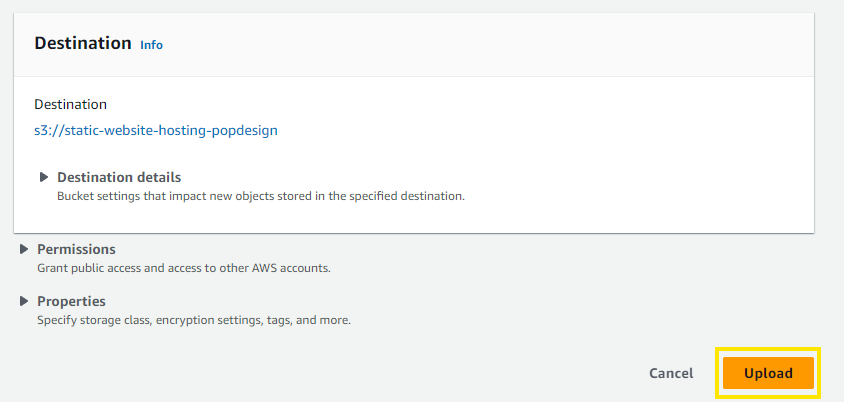 Destination Info
Destination
s3://static-website-hosting-popdesign
Destination details
Bucket settings that impact new objects stored in the specified destination.
Permissions
Grant public access and access to other AWS accounts.
Properties
Specify storage class, encryption settings, tags, and more.
Cancel Upload